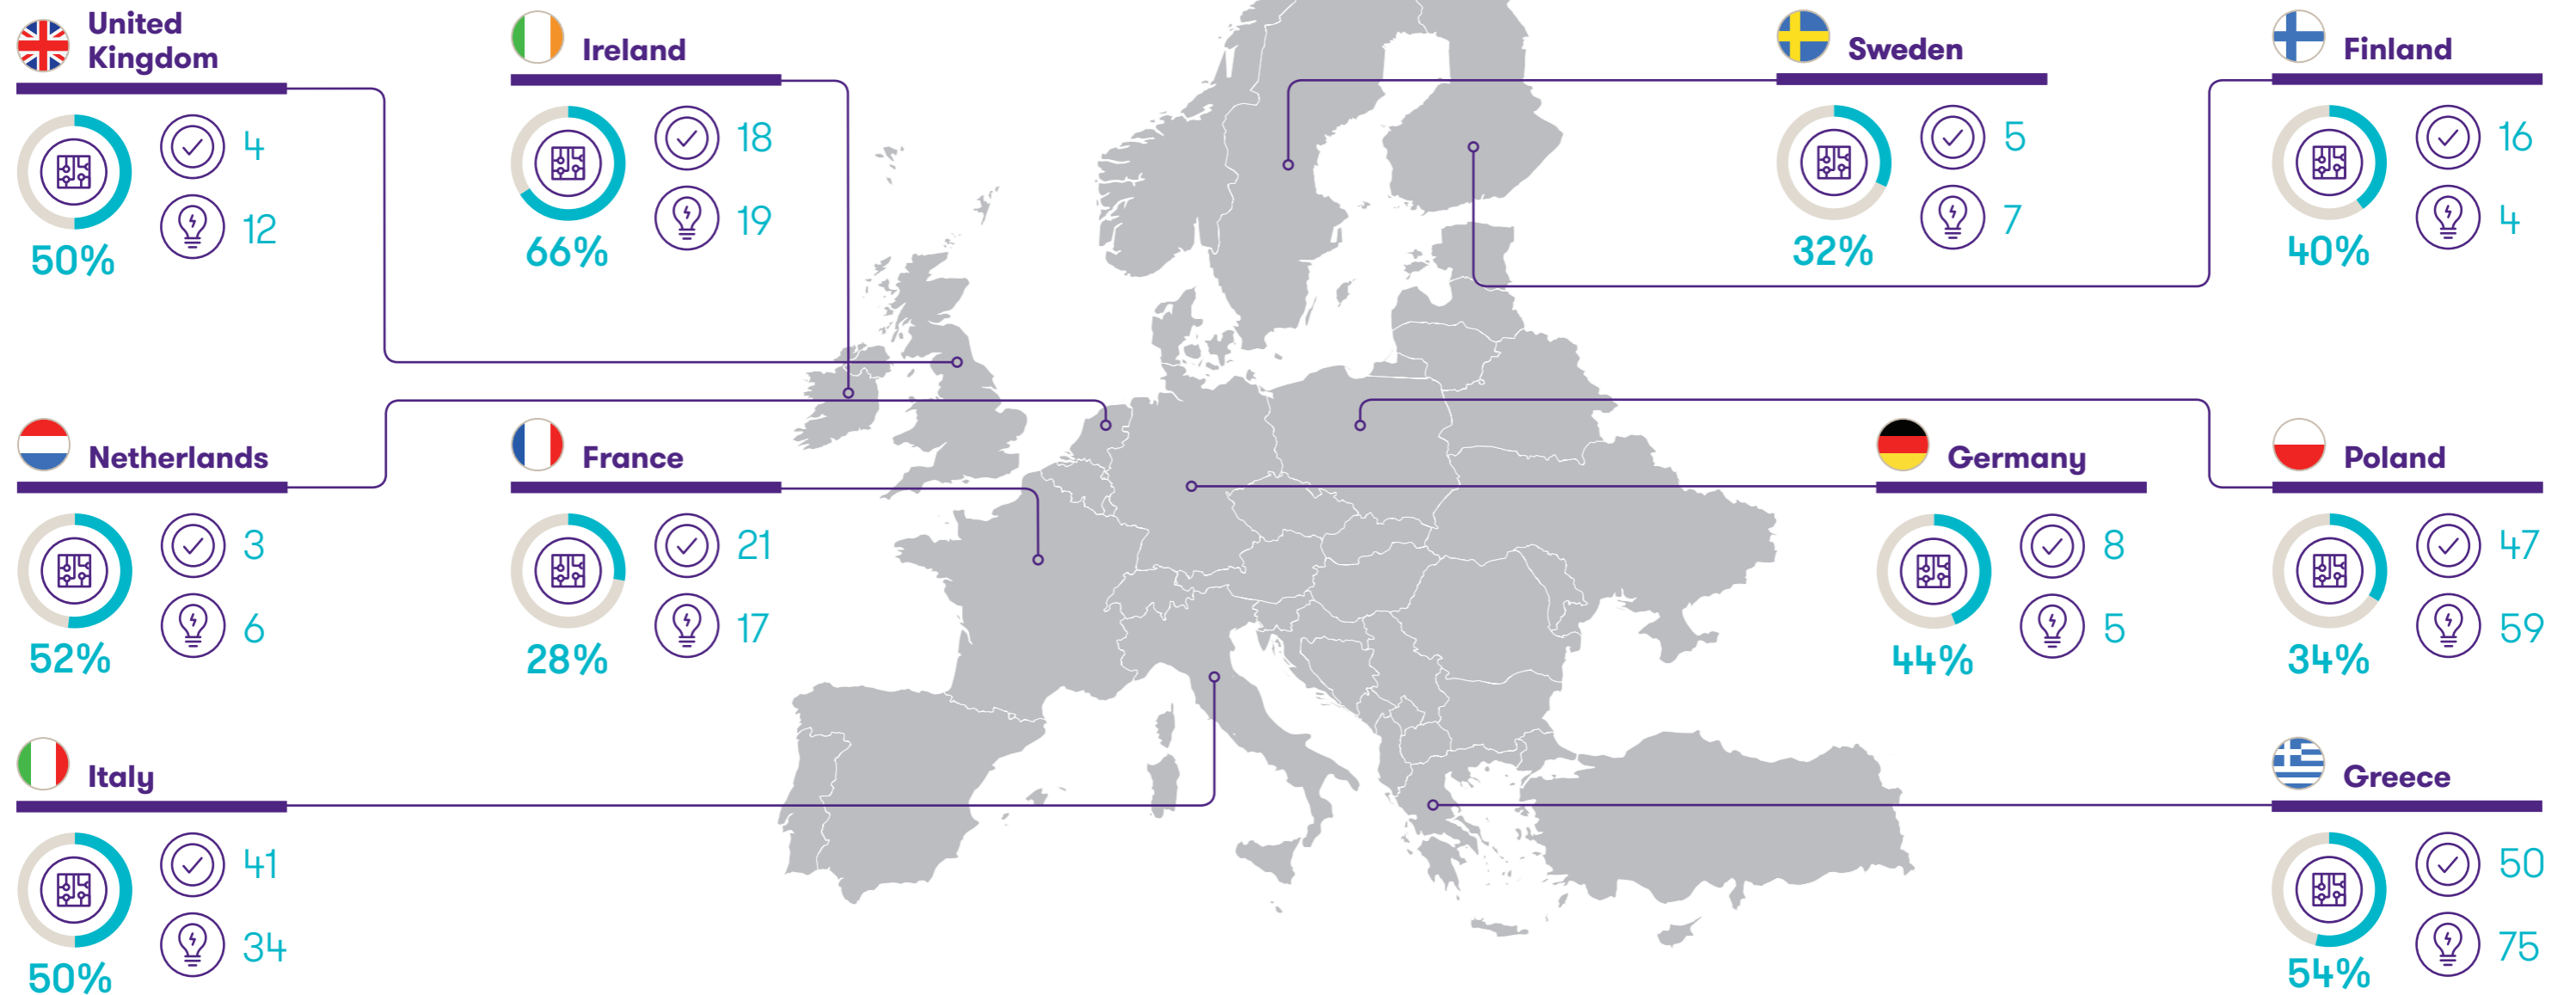 United
Kingdom
4
12
50%
Ireland
18
19
66%
Sweden
5
7
32%
Finland
16
4
40%
Netherlands
3
6
52%
France
21
17
28%
Germany
8
5
44%
Poland
47
59
34%
Italy
41
34
50%
Greece
50
75
54%